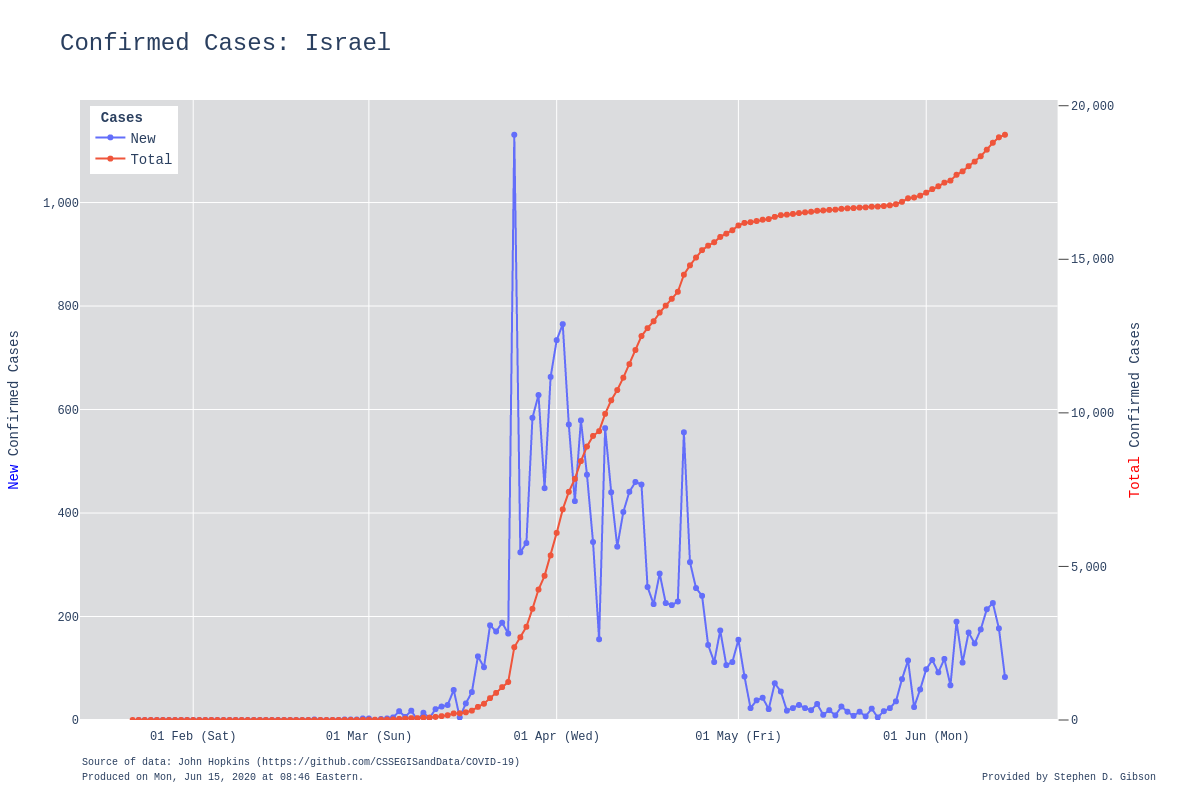 Confirmed Cases: Israel
Cases
New
Total
1,000
800
600
400
200
0
New Confirmed Cases
20,000
15,000
10,000
5,000
0
Total Confirmed Cases
01 Feb (Sat)
01 Mar (Sun)
01 Apr (Wed)
01 May (Fri)
01 Jun (Mon)
Source of data: John Hopkins (https://github.com/CSSEGISandData/COVID-19)
Produced on Mon, Jun 15, 2020 at 08:46 Eastern.
Provided by Stephen D. Gibson